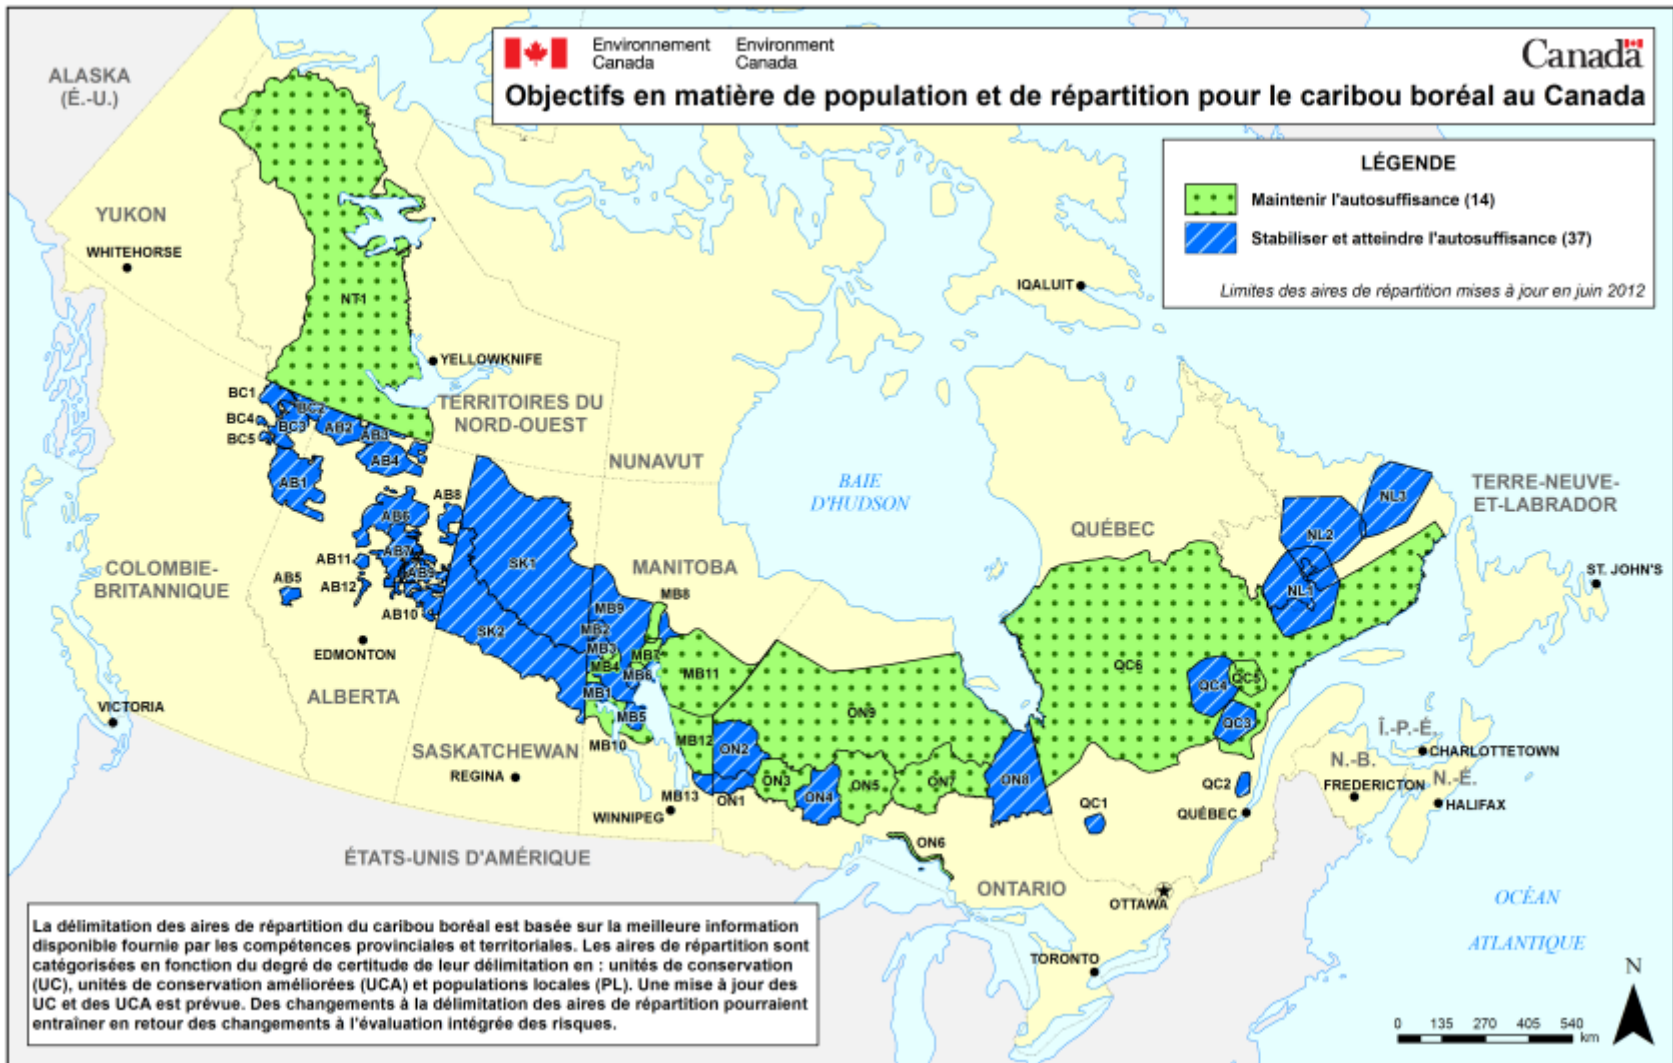 Environnement Canada
Environment Canada
Canada
Objectifs en matière de population et de répartition pour le caribou boréal au Canada
LÉGENDE
Maintenir l'autosuffisance (14)
Stabiliser et atteindre l'autosuffisance (37)
Limites des aires de répartition mises à jour en juin 2012
ALASKA
(É.-U.)
YUKON
WHITEHORSE
NT1
IQALUIT
YELLOWKNIFE
TERRITOIRES DU
NORD-OUEST
NUNAVUT
BC1
BC2
BC4
BC3
BC5
AB2
AB3
AB4
AB1
AB8
AB6
AB7
AB11
AB9
AB5
AB12
AB10
COLOMBIE-
BRITANNIQUE
EDMONTON
ALBERTA
VICTORIA
SK1
SK2
SASKATCHEWAN
REGINA
MANITOBA
MB8
MB9
MB2
MB3
MB4
MB7
MB6
MB1
MB5
MB10
MB11
MB12
MB13
WINNIPEG
BAIE
D'HUDSON
ON9
ON2
ON1
ON3
ON4
ON5
ON7
ON8
ON6
ONTARIO
OTTAWA
TORONTO
QUÉBEC
QC6
QC4
QC5
QC3
QC2
QC1
QUÉBEC
NL3
NL2
NL1
TERRE-NEUVE-
ET-LABRADOR
ST. JOHN'S
Î.-P.-É.
CHARLOTTETOWN
N.-B.
FREDERICTON
N.-É.
HALIFAX
ÉTATS-UNIS D'AMÉRIQUE
OCÉAN
ATLANTIQUE
La délimitation des aires de répartition du caribou boréal est basée sur la meilleure information
disponible fournie par les compétences provinciales et territoriales. Les aires de répartition sont
catégorisées en fonction du degré de certitude de leur délimitation en : unités de conservation
(UC), unités de conservation améliorées (UCA) et populations locales (PL). Une mise à jour des
UC et des UCA est prévue. Des changements à la délimitation des aires de répartition pourraient
entraîner en retour des changements à l'évaluation intégrée des risques.
N
0 135 270 405 540
km